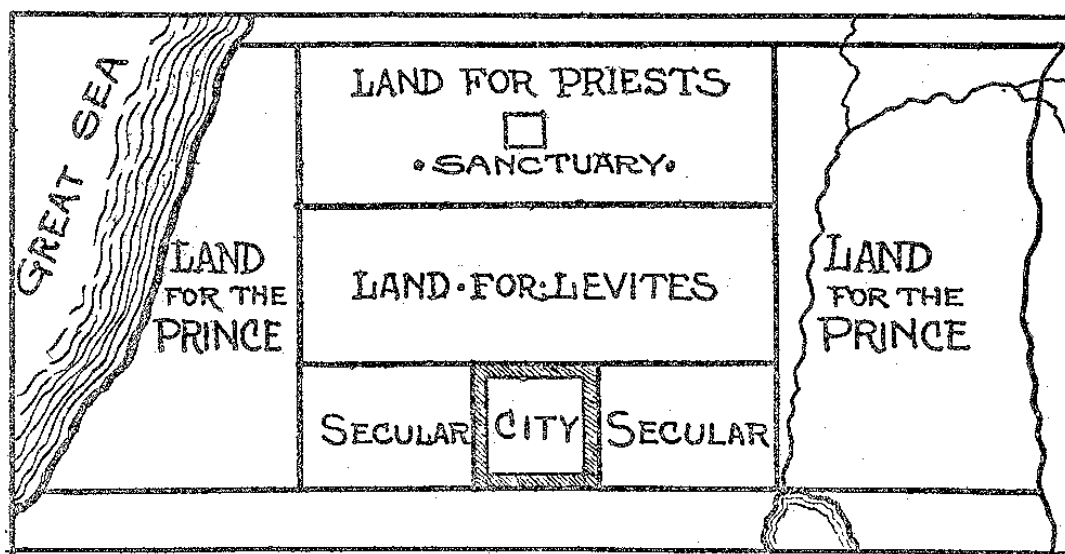 GREAT SEA
LAND FOR PRIESTS
•SANCTUARY•
LAND
FOR THE
PRINCE
LAND·FOR:LEVITES
LAND
FOR THE
PRINCE
SECULAR
CITY
SECULAR